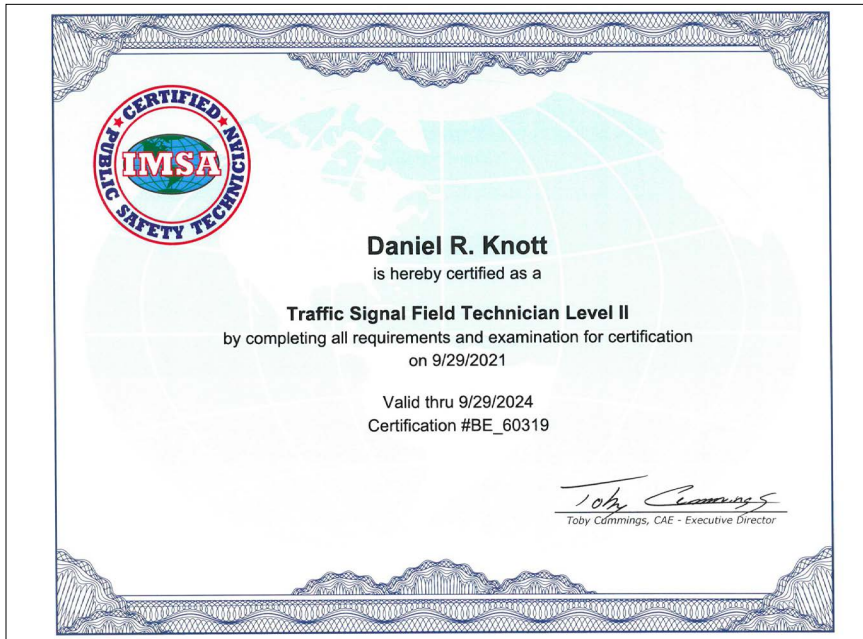 CERTIFIED
IMSA
PUBLIC SAFETY TECHNICIAN
Daniel R. Knott
is hereby certified as a
Traffic Signal Field Technician Level II
by completing all requirements and examination for certification
on 9/29/2021
Valid thru 9/29/2024
Certification #BE_60319
Toby Cummings
Toby Cummings, CAE - Executive Director